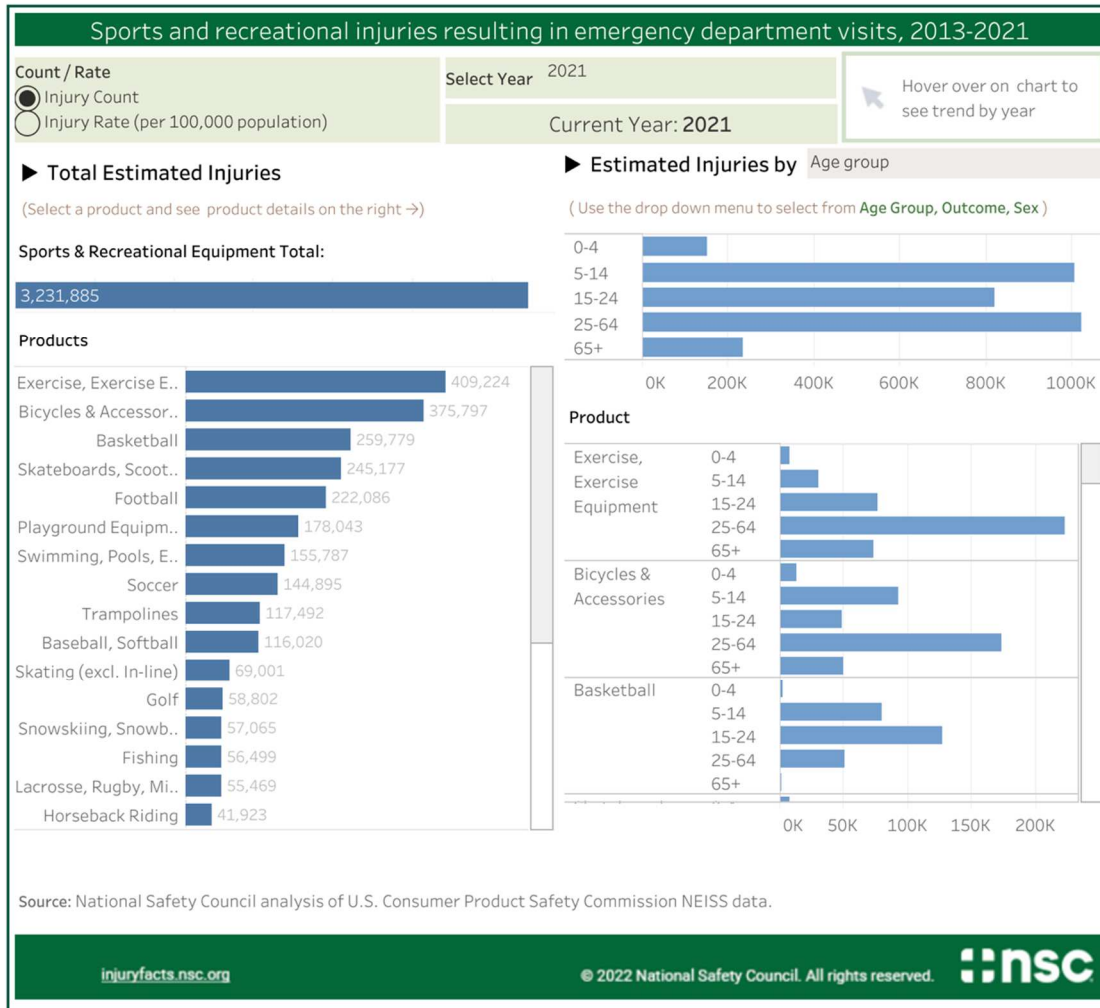 Sports and recreational injuries resulting in emergency department visits, 2013-2021
Count / Rate
Injury Count
Injury Rate (per 100,000 population)
Select Year 2021
Current Year: 2021
Hover over on chart to
see trend by year
▶ Total Estimated Injuries
(Select a product and see product details on the right →)
Sports & Recreational Equipment Total:
3,231,885
Products
Exercise, Exercise E.. 409,224
Bicycles & Accessor.. 375,797
Basketball 259,779
Skateboards, Scoot.. 245,177
Football 222,086
Playground Equipm.. 178,043
Swimming, Pools, E.. 155,787
Soccer 144,895
Trampolines 117,492
Baseball, Softball 116,020
Skating (excl. In-line) 69,001
Golf 58,802
Snowskiing, Snowb.. 57,065
Fishing 56,499
Lacrosse, Rugby, Mi.. 55,469
Horseback Riding 41,923
▶ Estimated Injuries by Age group
( Use the drop down menu to select from Age Group, Outcome, Sex )
0-4
5-14
15-24
25-64
65+
0K 200K 400K 600K 800K 1000K
Product
Exercise, 0-4
Exercise 5-14
Equipment 15-24
25-64
65+
Bicycles & 0-4
Accessories 5-14
15-24
25-64
65+
Basketball 0-4
5-14
15-24
25-64
65+
0K 50K 100K 150K 200K
Source: National Safety Council analysis of U.S. Consumer Product Safety Commission NEISS data.
injuryfacts.nsc.org
© 2022 National Safety Council. All rights reserved.
nsc